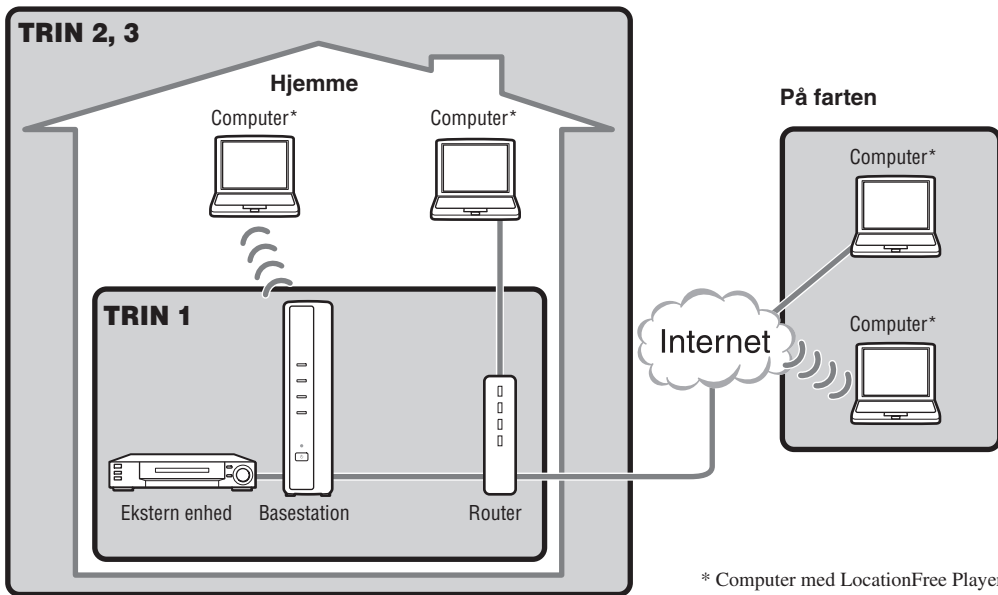 TRIN 2, 3
Hjemme
Computer*
Computer*
TRIN 1
Ekstern enhed
Basestation
Router
Internet
På farten
Computer*
Computer*
* Computer med LocationFree Player